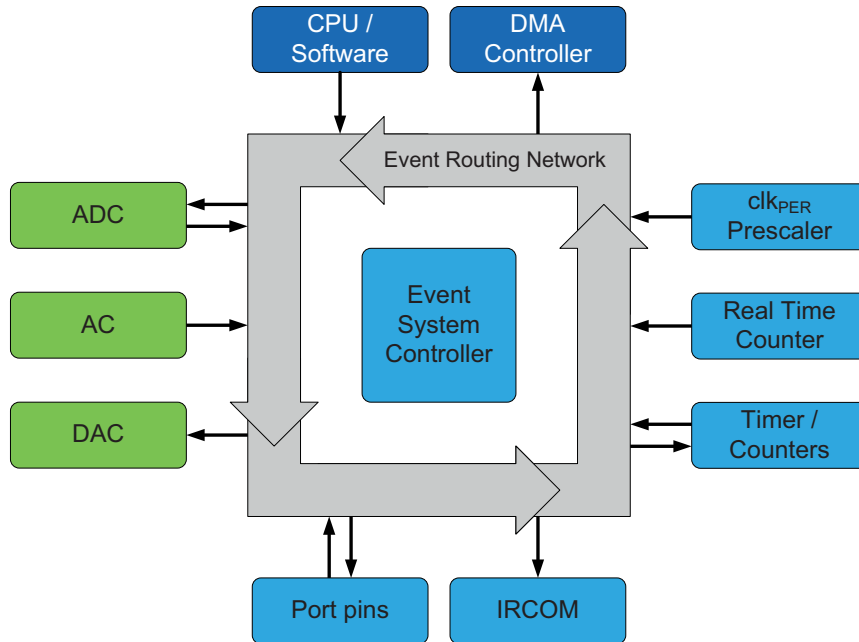 CPU /
Software
DMA
Controller
Event Routing Network
ADC
clkPER
Prescaler
Event
System
Controller
AC
Real Time
Counter
DAC
Timer /
Counters
Port pins
IRCOM